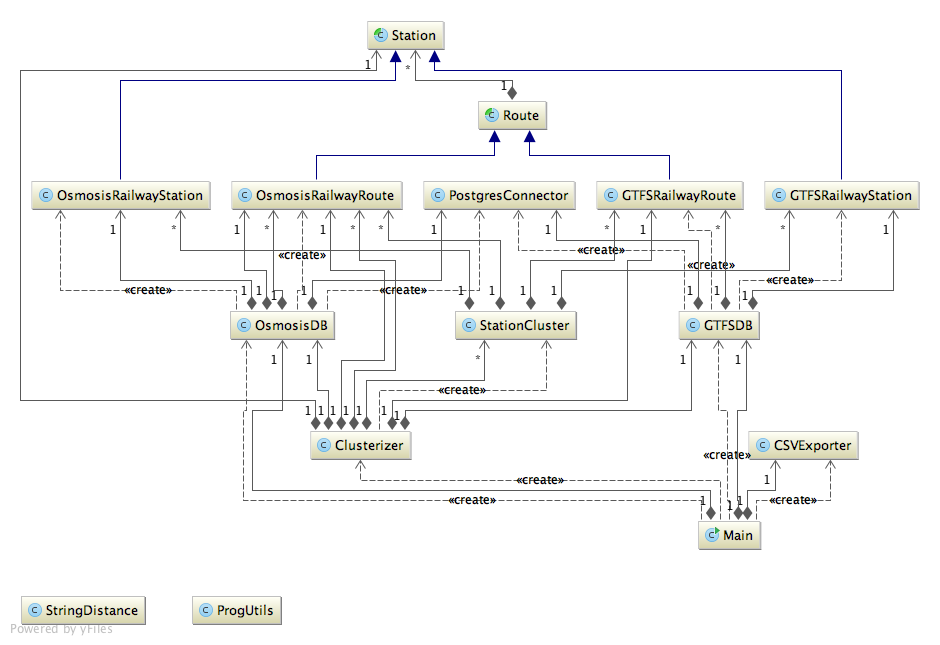 Station
1
*
1
Route
OsmosisRailwayStation
OsmosisRailwayRoute
PostgresConnector
GTFSRailwayRoute
GTFSRailwayStation
1 * 1 * 1 * * 1 1 * 1 * * 1
«create» «create» «create»
«create» «create» «create»
1 1 1 1 1 1 1 1 1 1
OsmosisDB
StationCluster
GTFSDB
1 1 * 1 1
«create»
1 1 1 1 1 1 1
Clusterizer
«create»
CSVExporter
«create»
1
«create» «create»
1 1 1
Main
StringDistance
ProgUtils
Powered by yFiles